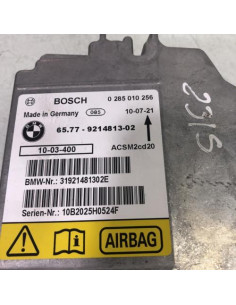 BOSCH 0 285 010 256
Made in Germany 085 10-07-21
65.77 - 9214813-02
10-03-400 ACSM2cd20
BMW-Nr.: 31921481302E
Serien-Nr.: 10B2025H0524F
AIRBAG